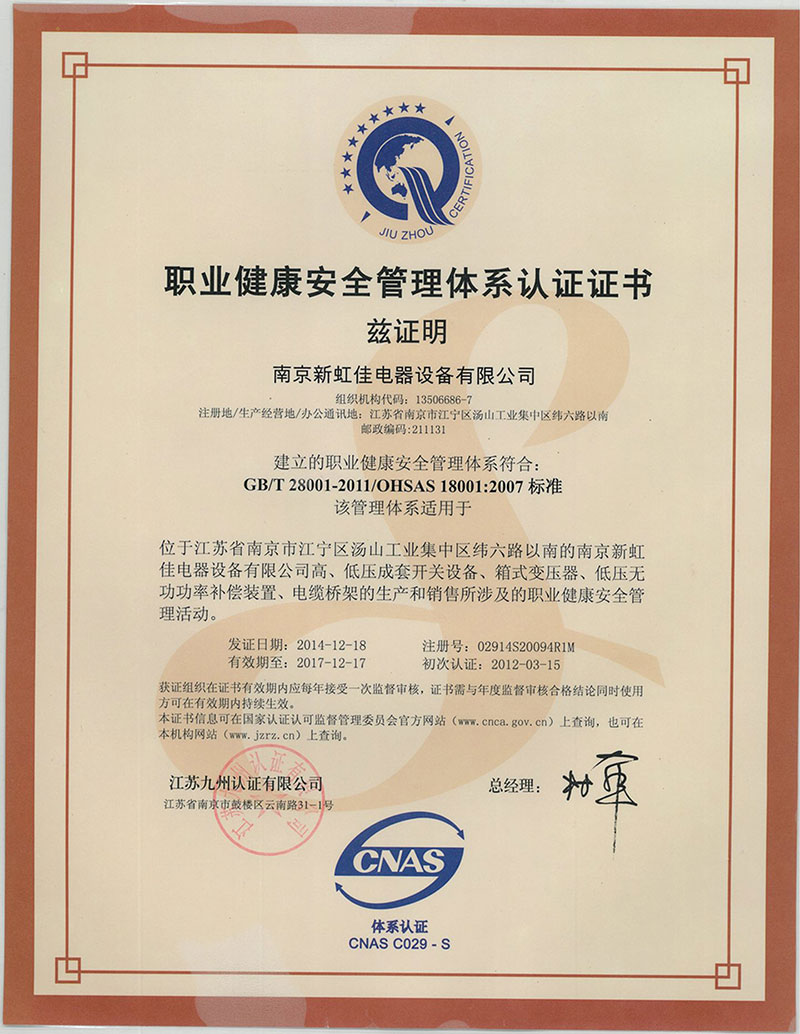 JIU ZHOU CERTIFICATION
职业健康安全管理体系认证证书
兹证明
南京新虹佳电器设备有限公司
组织机构代码：13506686-7
注册地/生产经营地/办公通讯地：江苏省南京市江宁区汤山工业集中区纬六路以南
邮政编码:211131
建立的职业健康安全管理体系符合：
GB/T 28001-2011/OHSAS 18001:2007 标准
该管理体系适用于
位于江苏省南京市江宁区汤山工业集中区纬六路以南的南京新虹
佳电器设备有限公司高、低压成套开关设备、箱式变压器、低压无
功功率补偿装置、电缆桥架的生产和销售所涉及的职业健康安全管
理活动。
发证日期：2014-12-18 注册号：02914S20094R1M
有效期至：2017-12-17 初次认证：2012-03-15
获证组织在证书有效期内应每年接受一次监督审核，证书需与年度监督审核合格结论同时使用
方可在有效期内持续生效。
本证书信息可在国家认证认可监督管理委员会官方网站（www.cnca.gov.cn）上查询，也可在
本机构网站（www.jzrz.cn）上查询。
江苏九州认证有限公司 总经理：
江苏省南京市鼓楼区云南路31-1号
江苏九州认证有限公司
CNAS
体系认证
CNAS C029 - S